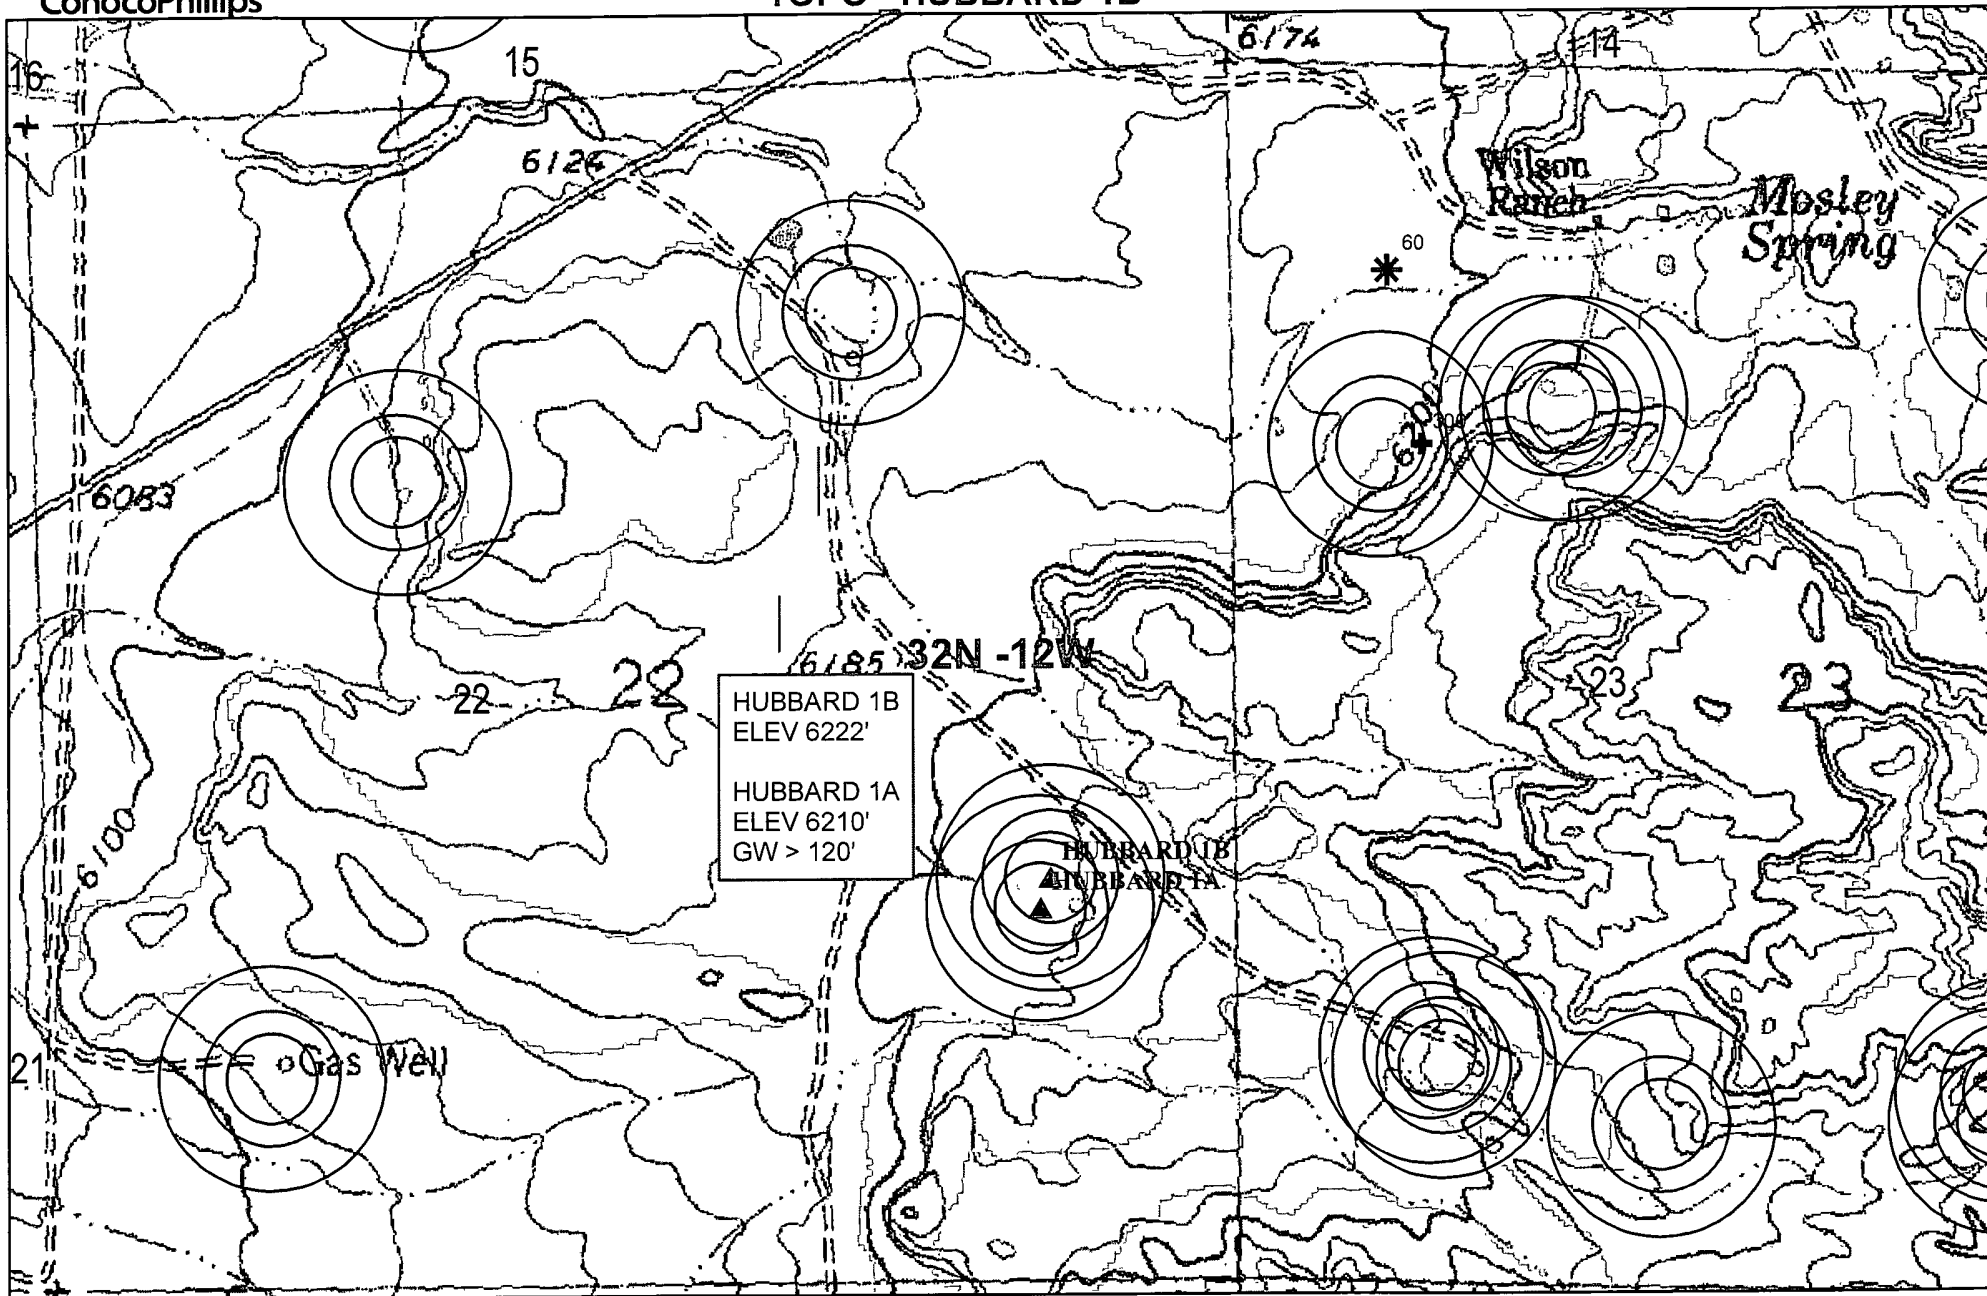 ConocoPhillips
TOPO - HUBBARD 1B
6174
14
16
15
6124
Wilson
Ranch
Mosley
Spring
60
6200
6083
32N -12W
6185
22
22
23
23
HUBBARD 1B
ELEV 6222'
HUBBARD 1A
ELEV 6210'
GW > 120'
6100
HUBBARD 1B
HUBBARD 1A
21
Gas Well